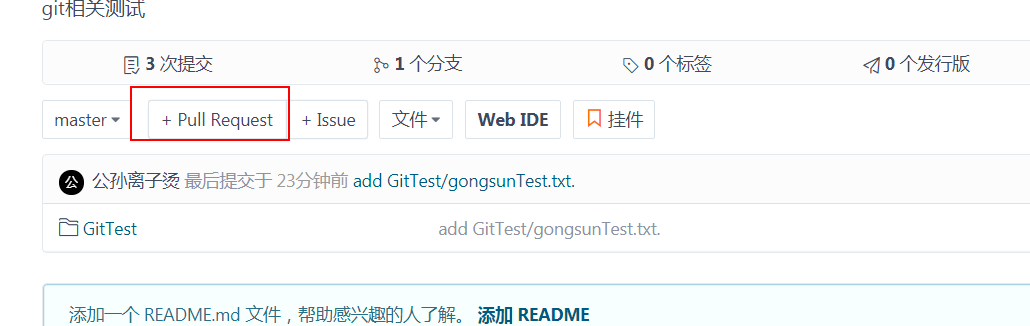 git相关测试
3 次提交 1 个分支 0 个标签 0 个发行版
master + Pull Request + Issue 文件 Web IDE 挂件
公 公孙离子烫 最后提交于 23分钟前 add GitTest/gongsunTest.txt.
GitTest add GitTest/gongsunTest.txt.
添加一个 README.md 文件，帮助感兴趣的人了解。 添加 README